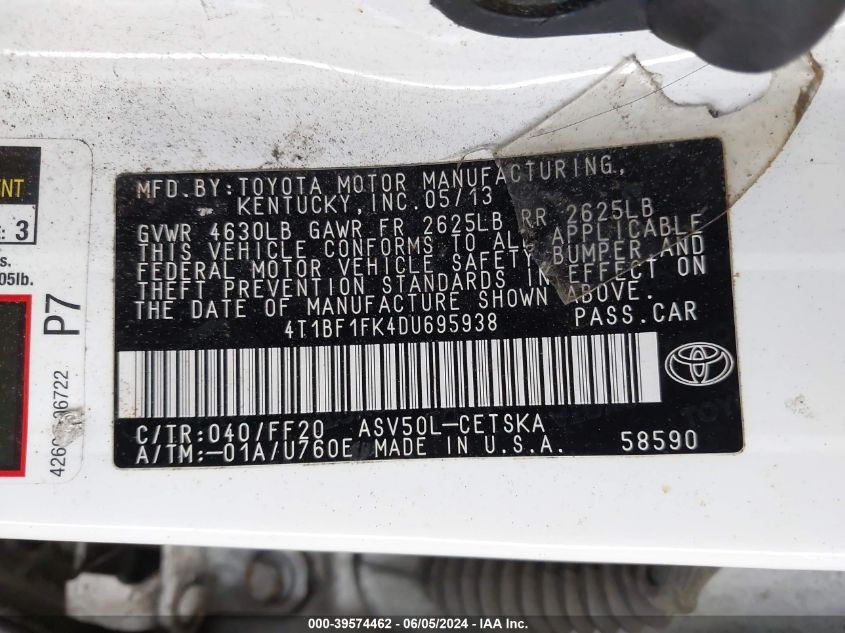 ENT
: 3
s.
05lb.
P7
MFD.BY:TOYOTA MOTOR MANUFACTURING,
KENTUCKY, INC. 05/13
GVWR 4630LB GAWR FR 2625LB RR 2625LB
THIS VEHICLE CONFORMS TO ALL APPLICABLE
FEDERAL MOTOR VEHICLE SAFETY, BUMPER AND
THEFT PREVENTION STANDARDS IN EFFECT ON
THE DATE OF MANUFACTURE SHOWN ABOVE.
4T1BF1FK4DU695938 PASS.CAR
C/TR:040/FF20 ASV50L-CETSKA
A/TM:-01A/U760E MADE IN U.S.A. 58590
000-39574462 - 06/05/2024 - IAA Inc.